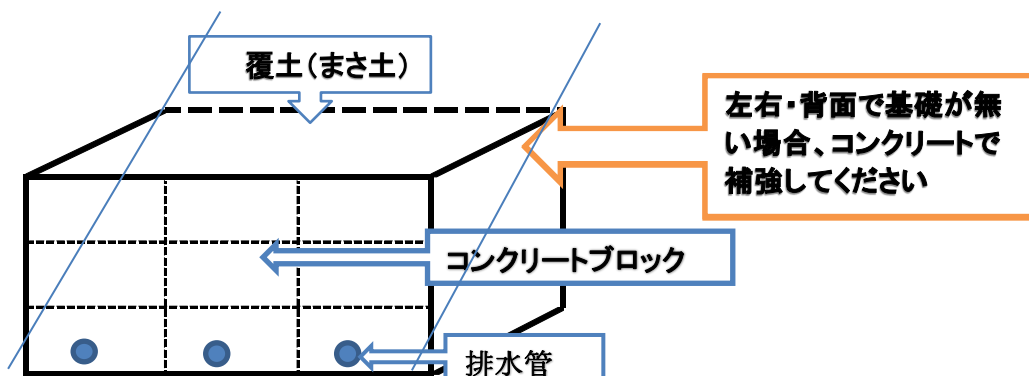 覆土(まさ土)
左右・背面で基礎が無
い場合、コンクリートで
補強してください
コンクリートブロック
排水管